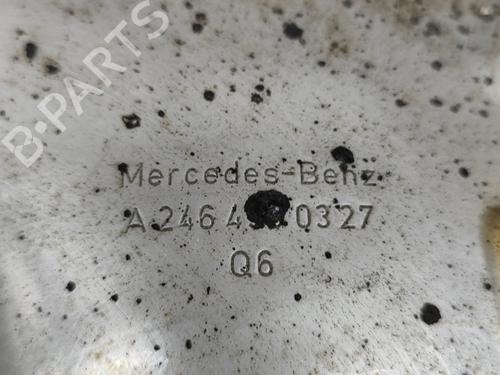 B-PARTS
Mercedes-Benz
A 246 4 0327
Q6